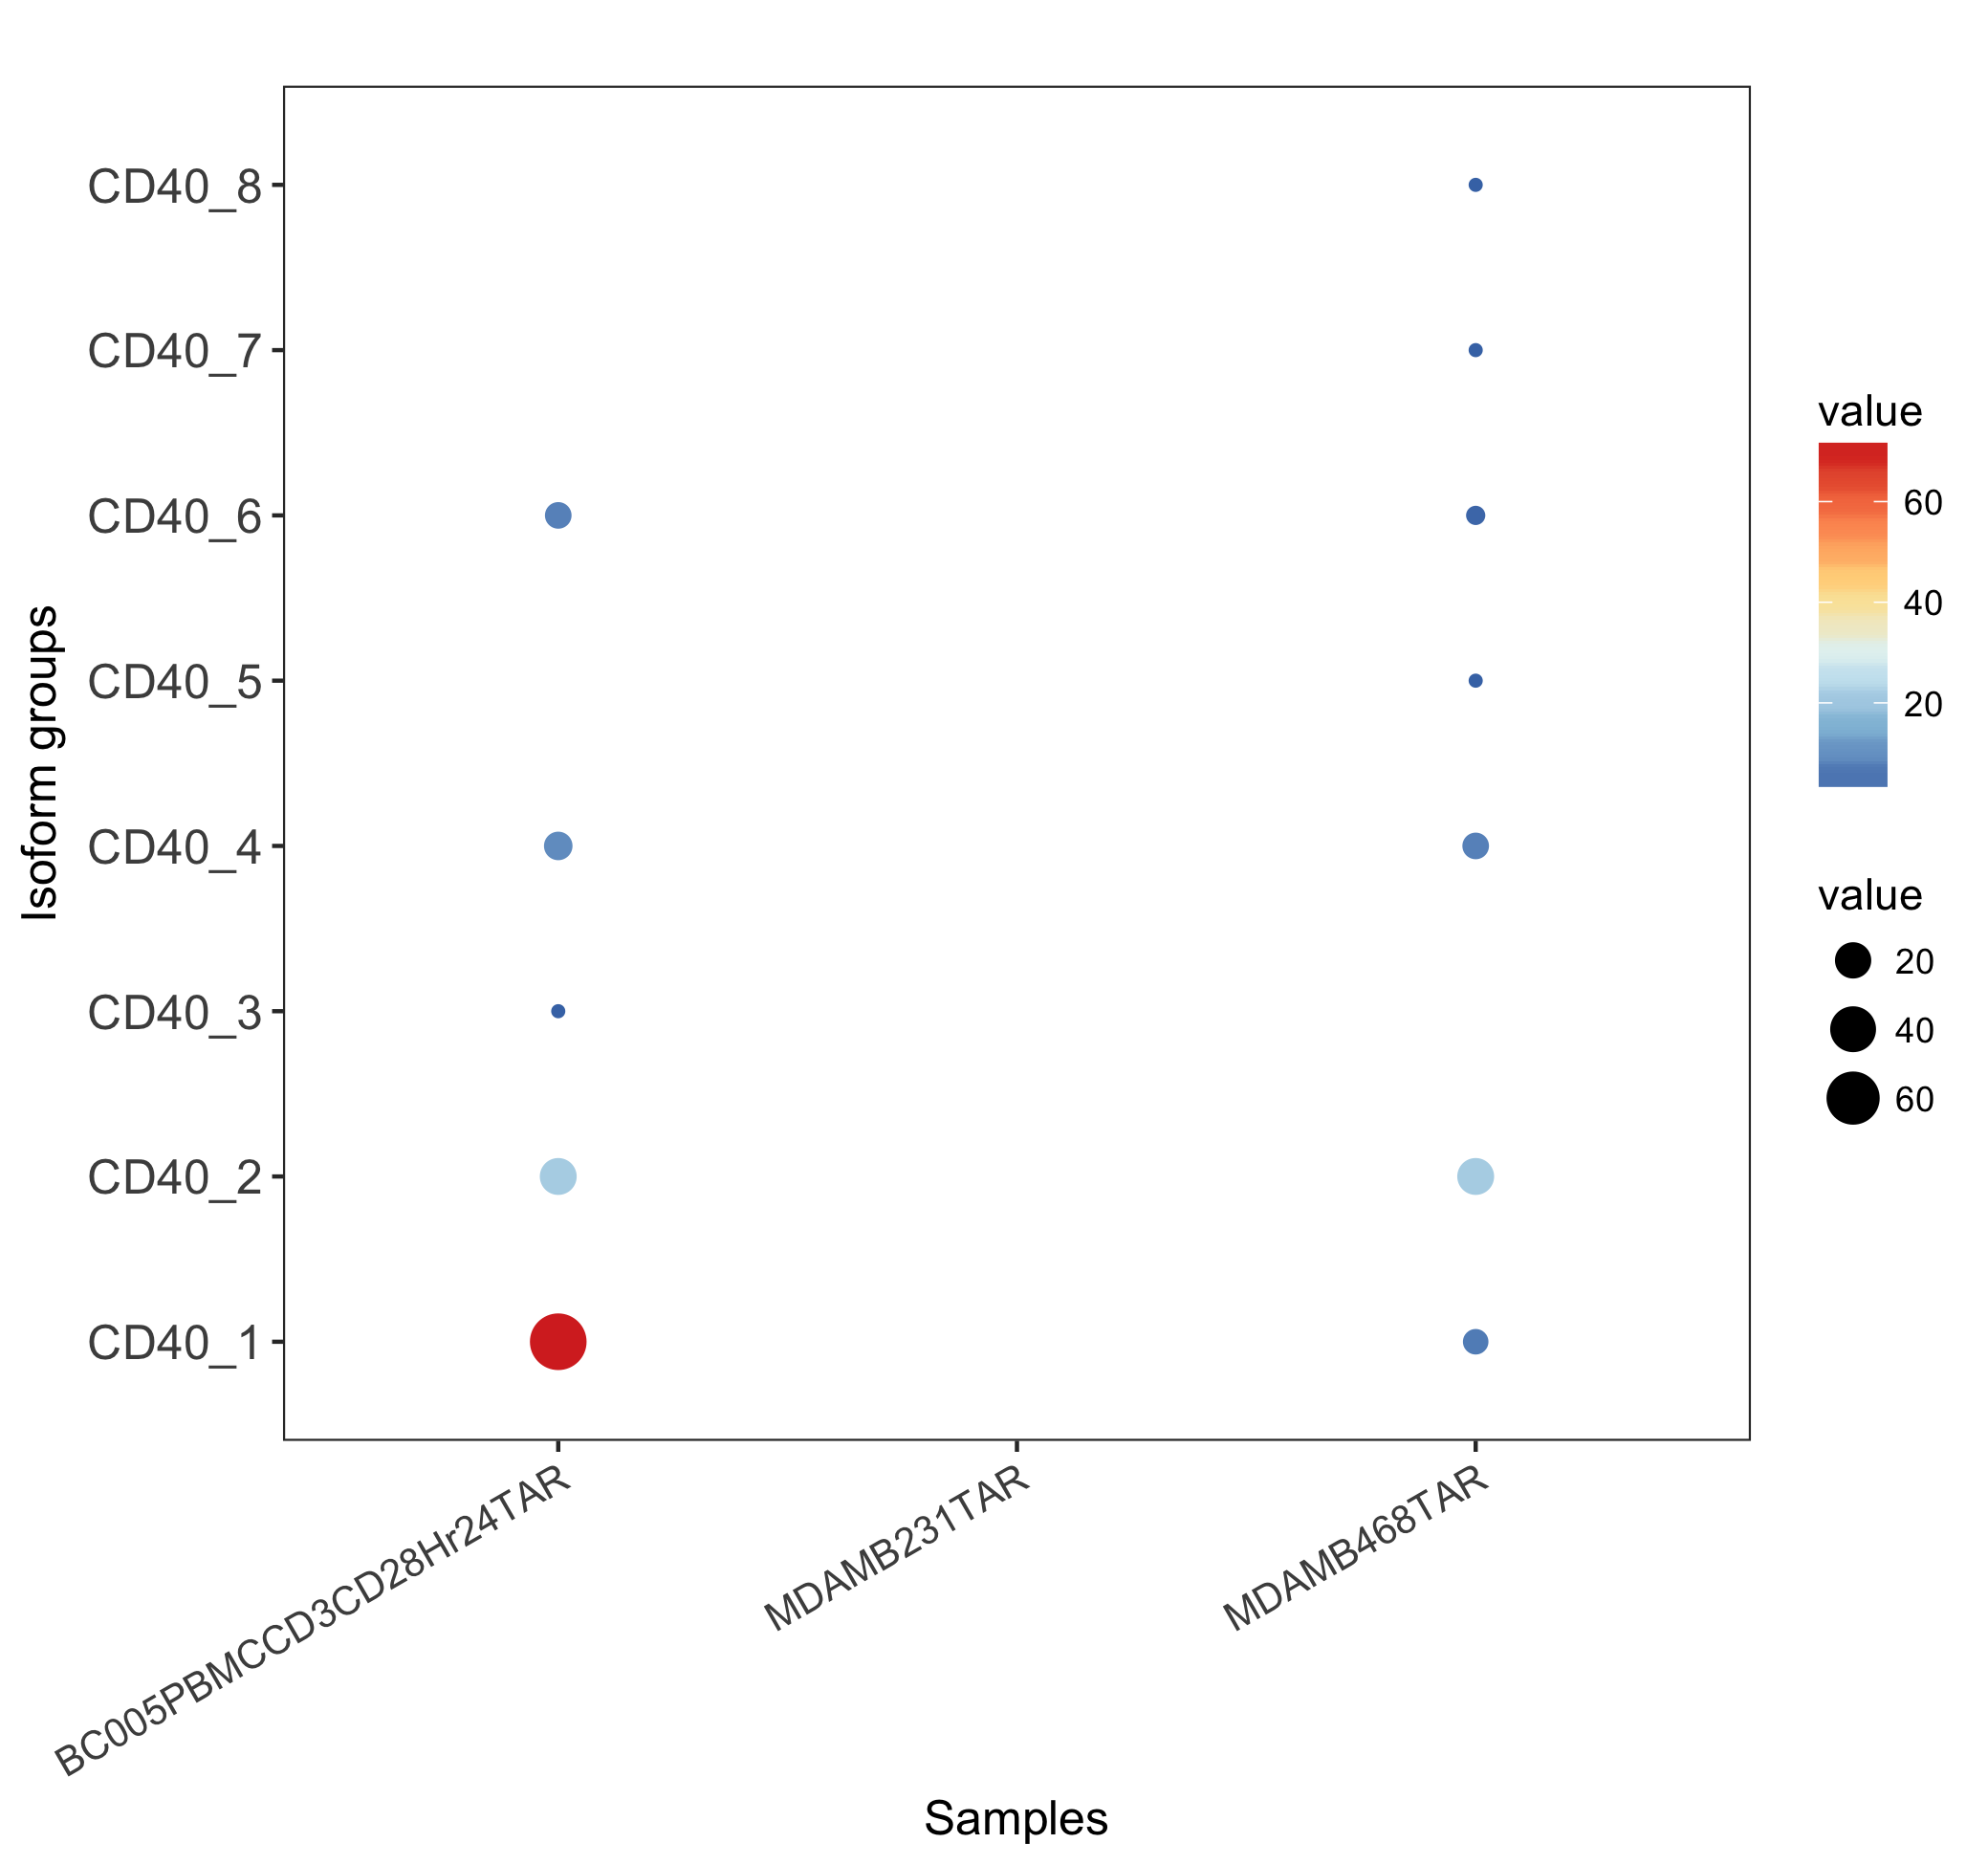 CD40_8
CD40_7
CD40_6
CD40_5
CD40_4
CD40_3
CD40_2
CD40_1
Isoform groups
BC005PBMCCD3CD28Hr24TAR
MDAMB231TAR
MDAMB468TAR
Samples
value
60
40
20
value
20
40
60